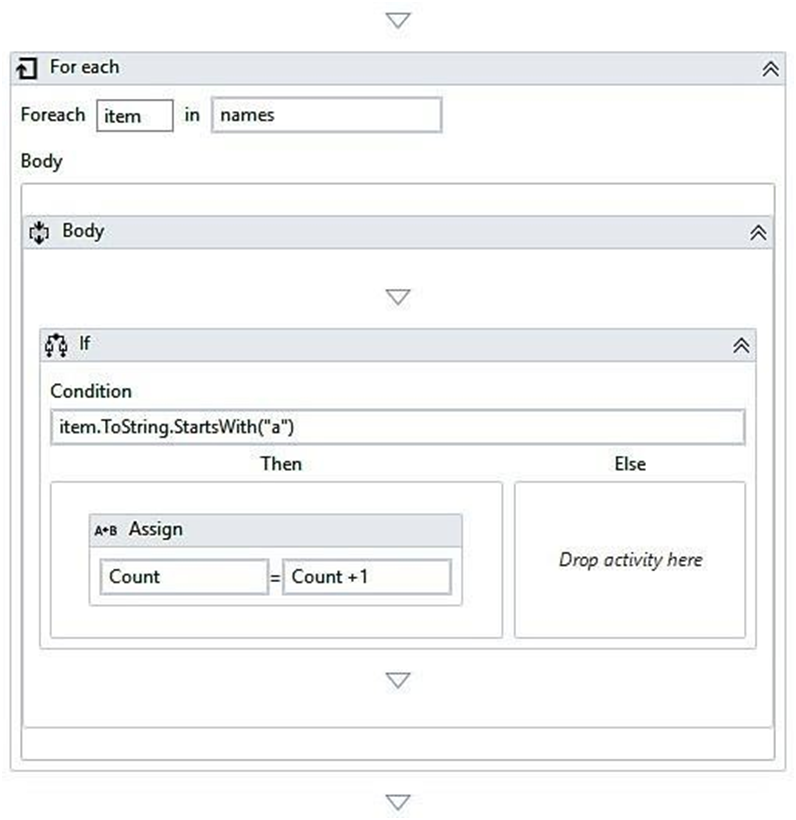 For each
Foreach item in names
Body
Body
If
Condition
item.ToString.StartsWith("a")
Then Else
A+B Assign
Drop activity here
Count = Count +1